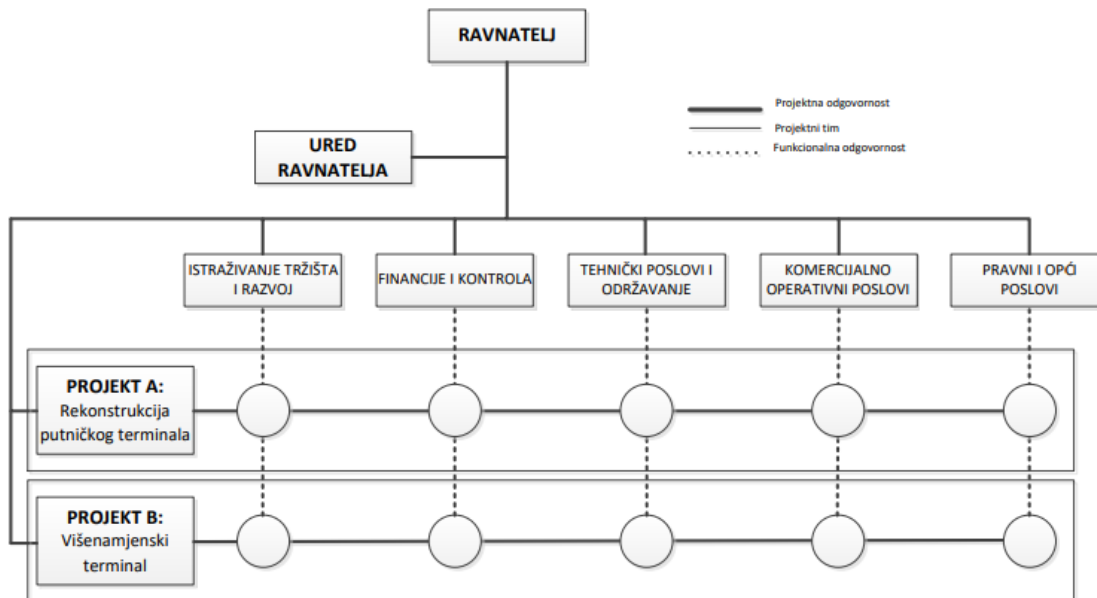 RAVNATELJ
Projektna odgovornost
Projektni tim
Funkcionalna odgovornost
URED
RAVNATELJA
ISTRAŽIVANJE TRŽIŠTA
I RAZVOJ
FINANCIJE I KONTROLA
TEHNIČKI POSLOVI I
ODRŽAVANJE
KOMERCIJALNO
OPERATIVNI POSLOVI
PRAVNI I OPĆI
POSLOVI
PROJEKT A:
Rekonstrukcija
putničkog terminala
PROJEKT B:
Višenamjenski
terminal